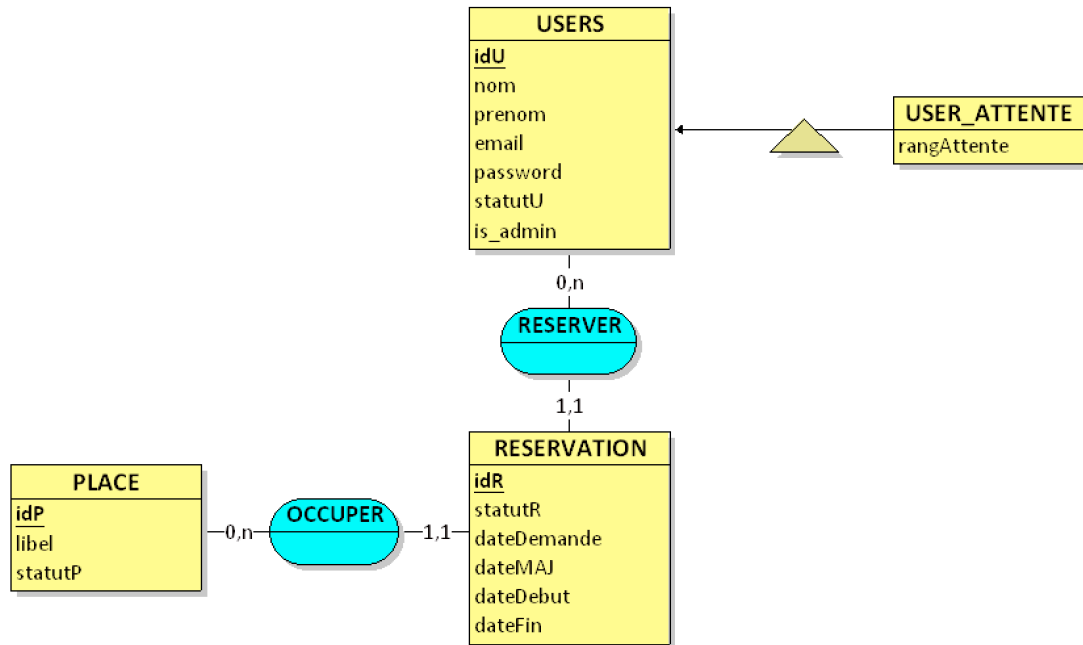 USERS
idU
nom
prenom
email
password
statutU
is_admin
USER_ATTENTE
rangAttente
0,n
RESERVER
1,1
RESERVATION
idR
statutR
dateDemande
dateMAJ
dateDebut
dateFin
PLACE
idP
libel
statutP
0,n
OCCUPER
1,1